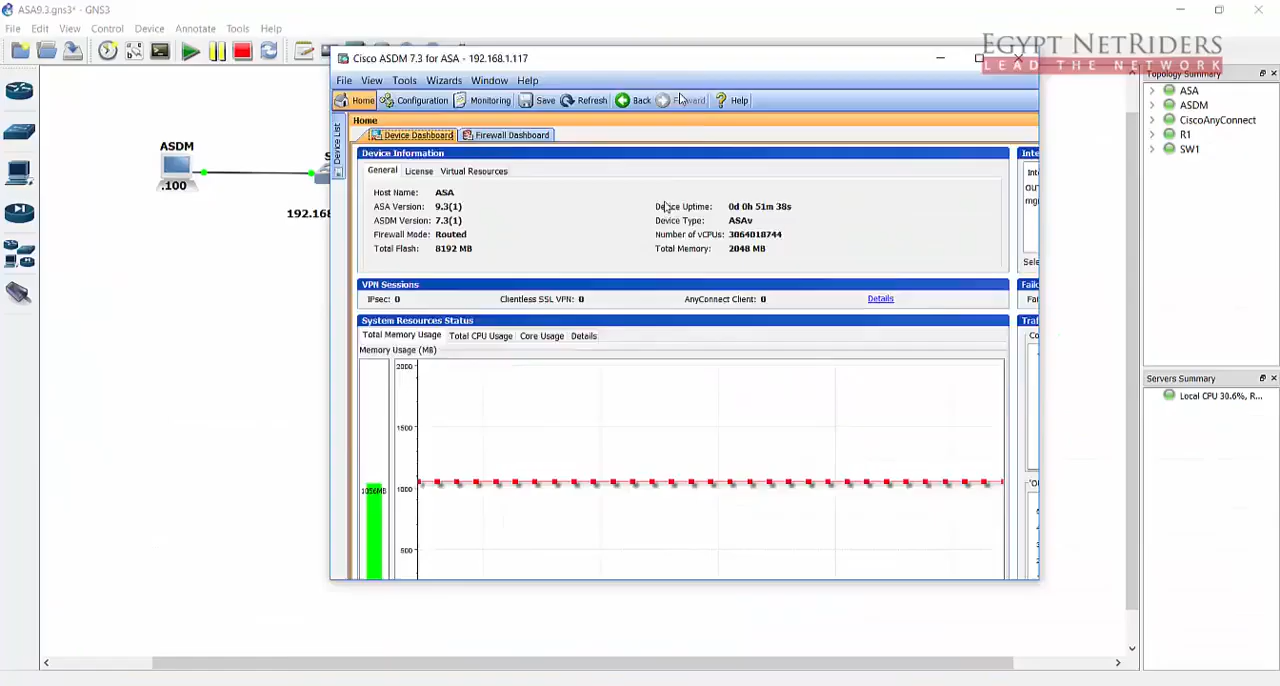 ASA9.3.gns3* - GNS3
File Edit View Control Device Annotate Tools Help
EGYPT NETRIDERS
LEAD THE NETWORK
Cisco ASDM 7.3 for ASA - 192.168.1.117
File View Tools Wizards Window Help
Home Configuration Monitoring Save Refresh Back Forward Help
Home
Device List
Device Dashboard Firewall Dashboard
Device Information
General License Virtual Resources
Host Name: ASA
ASA Version: 9.3(1) Device Uptime: 0d 0h 51m 38s
ASDM Version: 7.3(1) Device Type: ASAv
Firewall Mode: Routed Number of vCPUs: 3064018744
Total Flash: 8192 MB Total Memory: 2048 MB
VPN Sessions
IPsec: 0 Clientless SSL VPN: 0 AnyConnect Client: 0 Details
System Resources Status
Total Memory Usage Total CPU Usage Core Usage Details
Memory Usage (MB)
2000
1500
1056MB
1000
500
ASDM
.100
192.168
Topology Summary
ASA
ASDM
CiscoAnyConnect
R1
SW1
Servers Summary
Local CPU 30.6%, R...